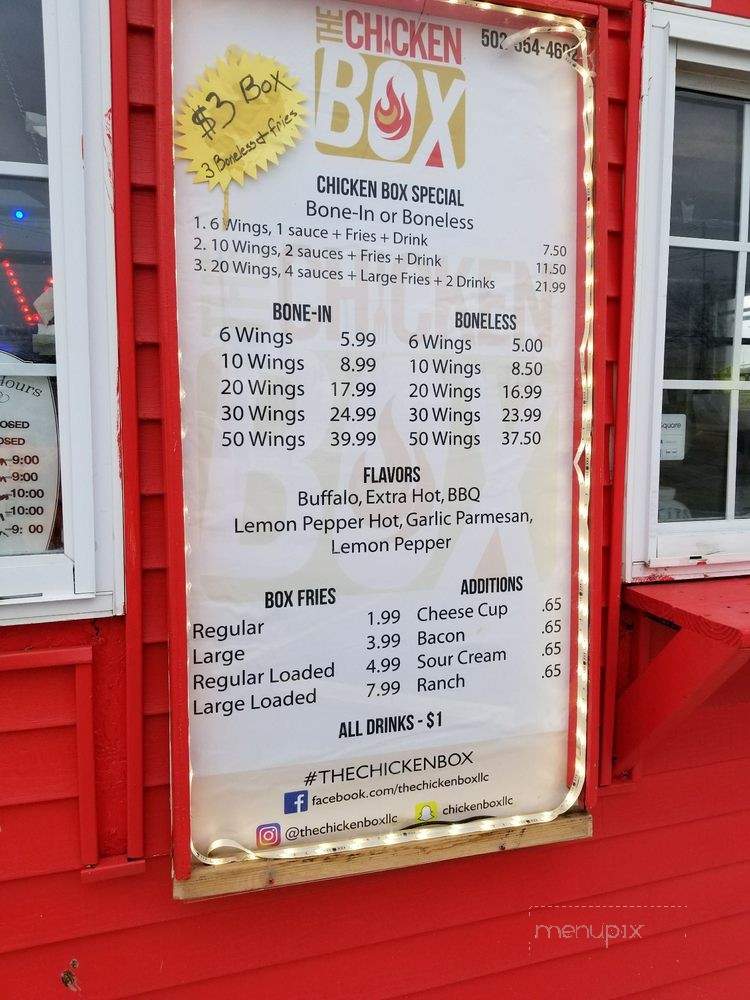 THE
CHICKEN
BOX
$3 Box
3 Boneless + fries
CHICKEN BOX SPECIAL
Bone-In or Boneless
1. 6 Wings, 1 sauce + Fries + Drink 7.50
2. 10 Wings, 2 sauces + Fries + Drink 11.50
3. 20 Wings, 4 sauces + Large Fries + 2 Drinks 21.99
BONE-IN
6 Wings 5.99
10 Wings 8.99
20 Wings 17.99
30 Wings 24.99
50 Wings 39.99
BONELESS
6 Wings 5.00
10 Wings 8.50
20 Wings 16.99
30 Wings 23.99
50 Wings 37.50
FLAVORS
Buffalo, Extra Hot, BBQ
Lemon Pepper Hot, Garlic Parmesan,
Lemon Pepper
BOX FRIES
Regular 1.99
Large 3.99
Regular Loaded 4.99
Large Loaded 7.99
ADDITIONS
Cheese Cup .65
Bacon .65
Sour Cream .65
Ranch .65
ALL DRINKS - $1
#THECHICKENBOX
facebook.com/thechickenboxllc
@thechickenboxllc chickenboxllc
Hours
9:00
9:00
10:00
10:00
9:00
Square
menupix